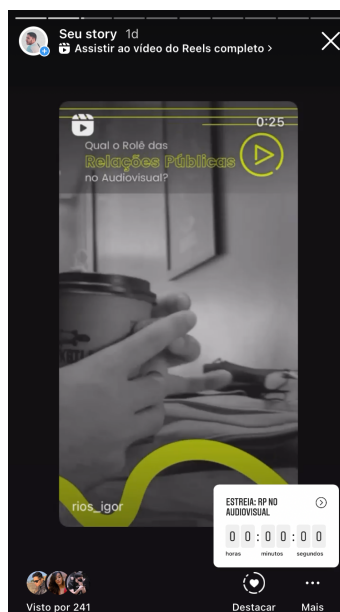 Seu story 1d
Assistir ao vídeo do Reels completo >
0:25
Qual o Rolê das
Relações Públicas
no Audiovisual?
rios_igor
ESTREIA: RP NO
AUDIOVISUAL
0 0 : 0 0 : 0 0
horas minutos segundos
Visto por 241
Destacar
Mais